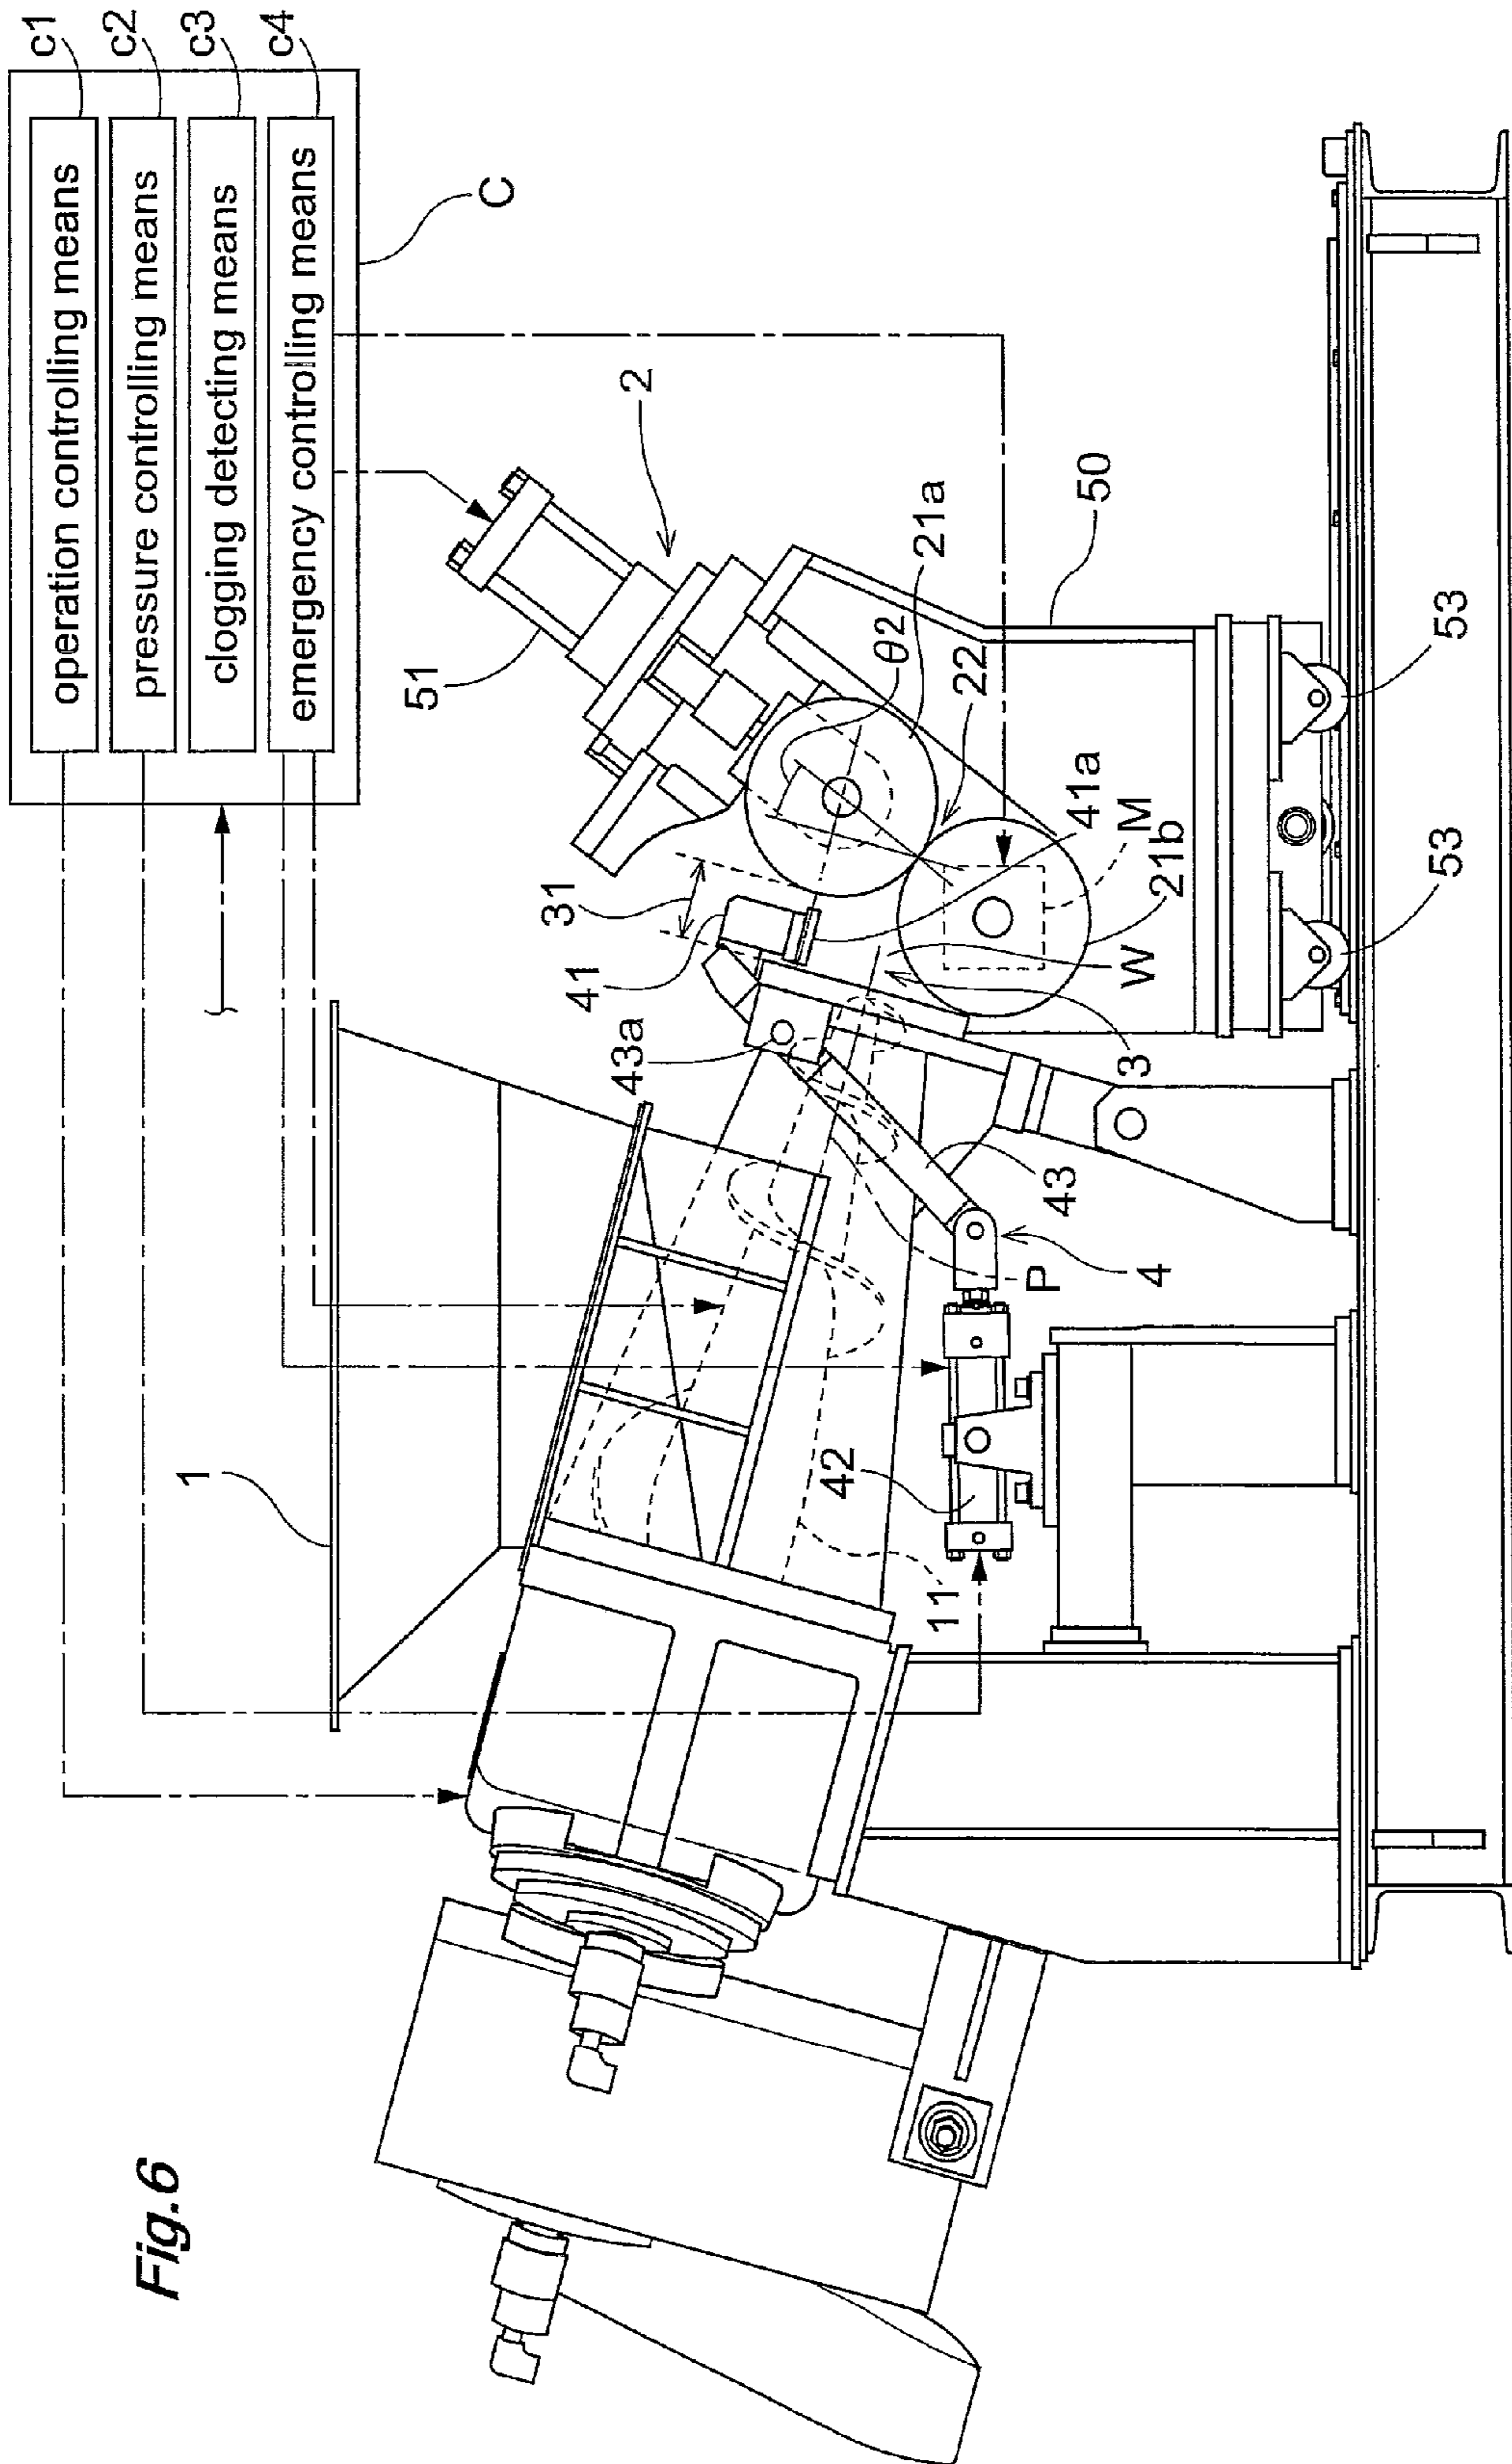 Fig.6
operation controlling means
pressure controlling means
clogging detecting means
emergency controlling means
c1
c2
c3
c4
C
1
2
51
31
41
43a
θ2
21a
22
50
41a
M
21b
W
3
53
53
43
4
P
42
11